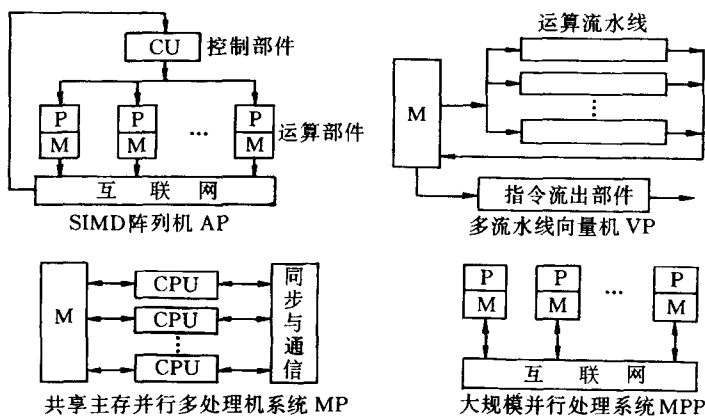 CU 控制部件
P P … P
M M M 运算部件
互联网
SIMD阵列机 AP
运算流水线
M
⋮
指令流出部件
多流水线向量机 VP
M
CPU
CPU
⋮
CPU
同步与通信
共享主存并行多处理机系统 MP
P P … P
M M M
互联网
大规模并行处理系统 MPP